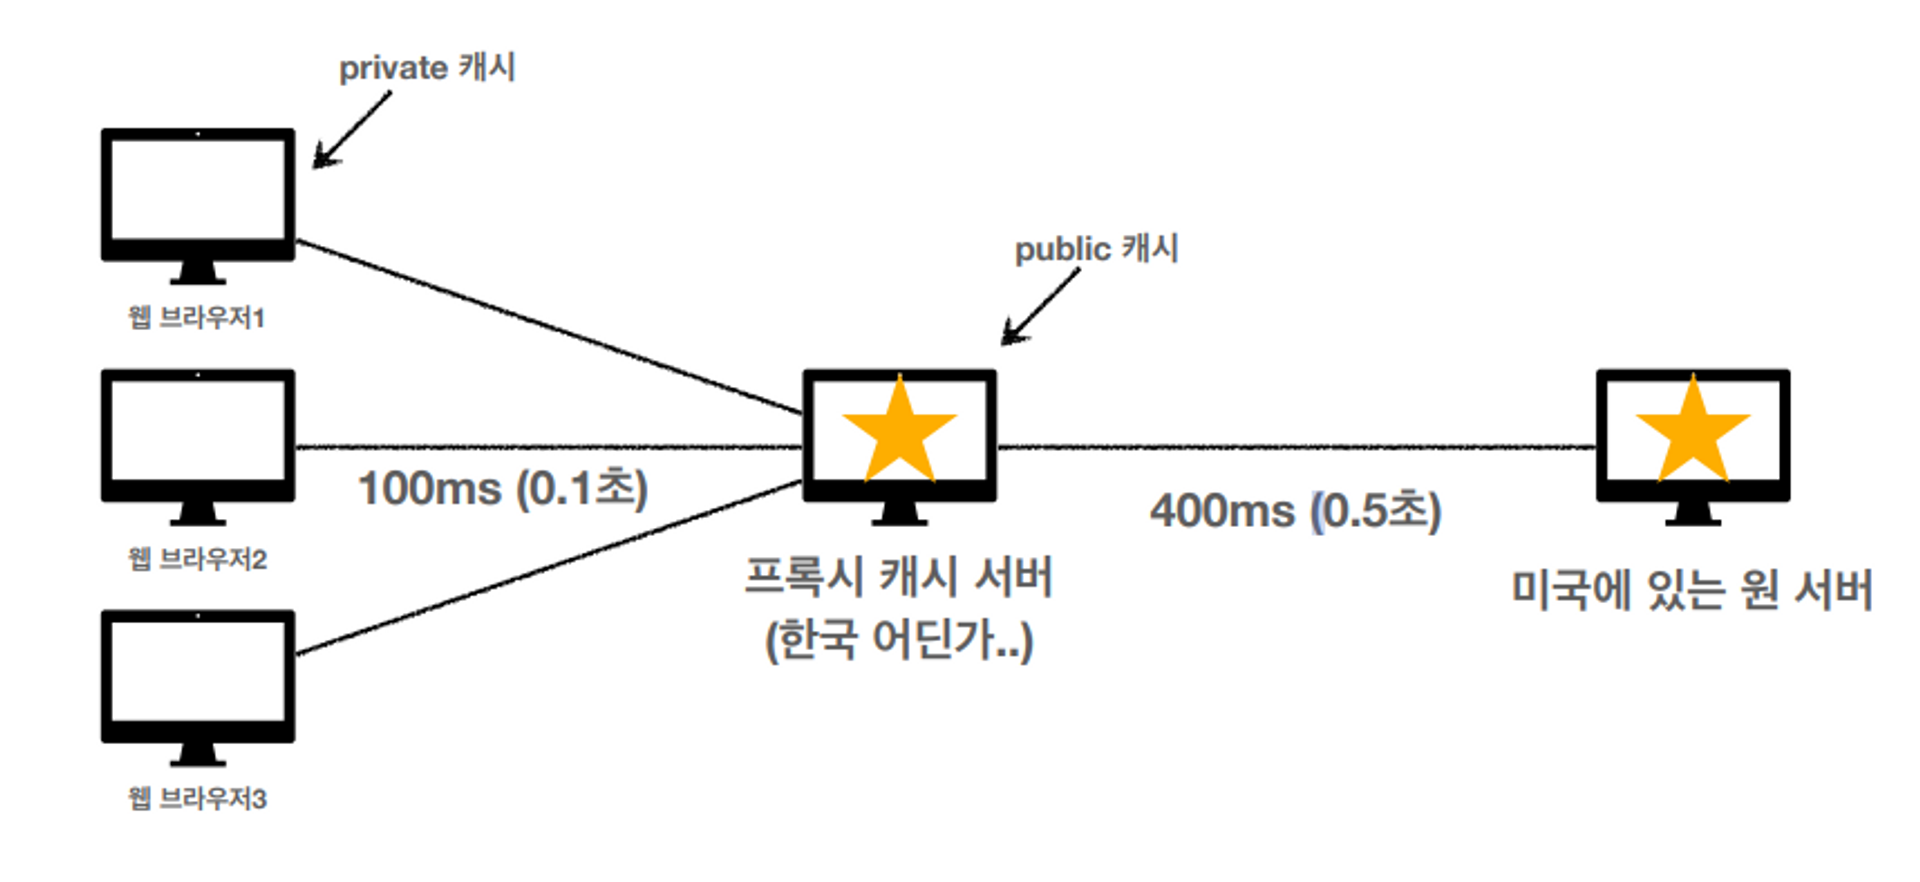 private 캐시
public 캐시
웹 브라우저1
웹 브라우저2
100ms (0.1초)
400ms (0.5초)
프록시 캐시 서버
(한국 어딘가..)
미국에 있는 원 서버
웹 브라우저3